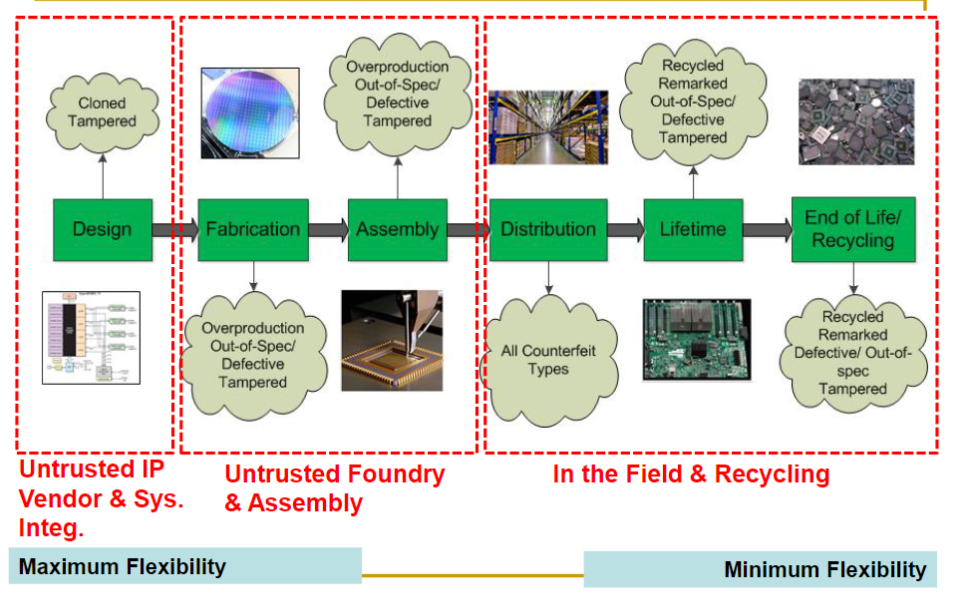 Cloned
Tampered
Overproduction
Out-of-Spec/
Defective
Tampered
Recycled
Remarked
Out-of-Spec/
Defective
Tampered
Design
Fabrication
Assembly
Distribution
Lifetime
End of Life/
Recycling
Overproduction
Out-of-Spec/
Defective
Tampered
All Counterfeit
Types
Recycled
Remarked
Defective/ Out-of-
spec
Tampered
Untrusted IP
Vendor & Sys.
Integ.
Untrusted Foundry
& Assembly
In the Field & Recycling
Maximum Flexibility
Minimum Flexibility